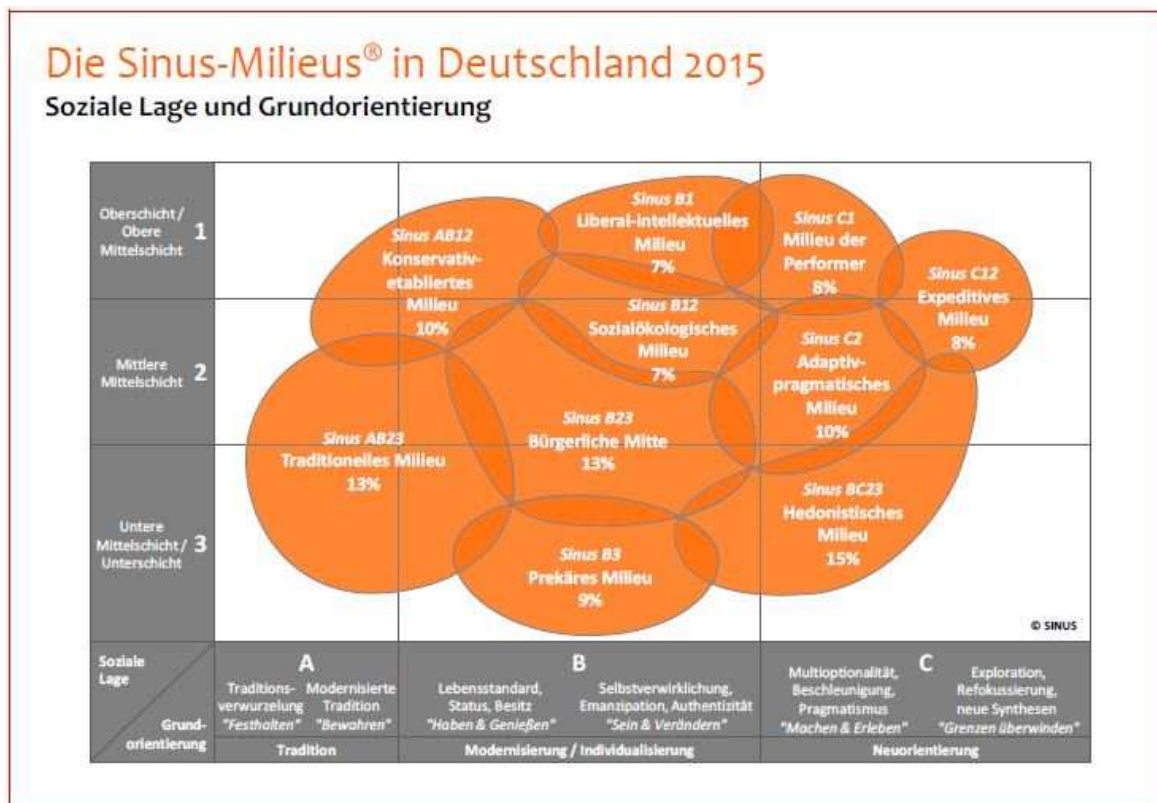 Die Sinus-Milieus® in Deutschland 2015
Soziale Lage und Grundorientierung
Oberschicht /
Obere
Mittelschicht
1
Mittlere
Mittelschicht
2
Untere
Mittelschicht /
Unterschicht
3
Sinus AB12
Konservativ-
etabliertes
Milieu
10%
Sinus B1
Liberal-intellektuelles
Milieu
7%
Sinus C1
Milieu der
Performer
8%
Sinus C12
Expeditives
Milieu
8%
Sinus B12
Sozialökologisches
Milieu
7%
Sinus C2
Adaptiv-
pragmatisches
Milieu
10%
Sinus AB23
Traditionelles Milieu
13%
Sinus B23
Bürgerliche Mitte
13%
Sinus BC23
Hedonistisches
Milieu
15%
Sinus B3
Prekäres Milieu
9%
© SINUS
Soziale
Lage
Grund-
orientierung
A
Traditions-
verwurzelung
"Festhalten"
Modernisierte
Tradition
"Bewahren"
Tradition
B
Lebensstandard,
Status, Besitz
"Haben & Genießen"
Selbstverwirklichung,
Emanzipation, Authentizität
"Sein & Verändern"
Modernisierung / Individualisierung
C
Multioptionalität,
Beschleunigung,
Pragmatismus
"Machen & Erleben"
Exploration,
Refokussierung,
neue Synthesen
"Grenzen überwinden"
Neuorientierung